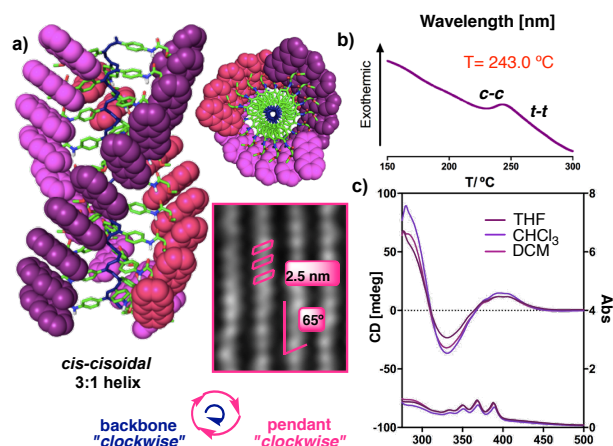 Wavelength [nm]
a)
b)
T= 243.0 ºC
Exothermic
c-c
t-t
150
200
250
300
T/ ºC
2.5 nm
65º
cis-cisoidal
3:1 helix
backbone
"clockwise"
pendant
"clockwise"
c)
THF
CHCl₃
DCM
CD [mdeg]
100
50
0
-50
-100
Abs
8
6
4
2
0
300
350
400
450
500